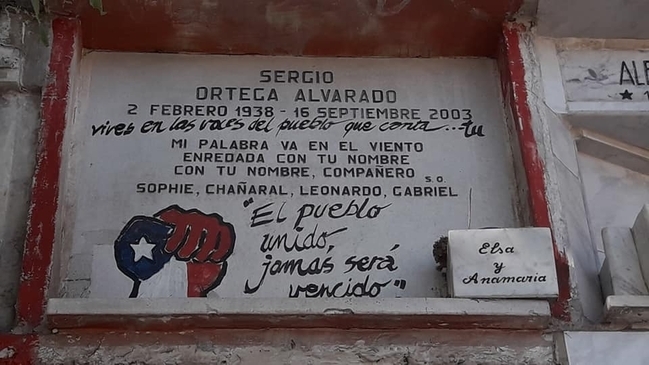 SERGIO
ORTEGA ALVARADO
2 FEBRERO 1938 - 16 SEPTIEMBRE 2003
vives en las voces del pueblo que canta...tu
MI PALABRA VA EN EL VIENTO
ENREDADA CON TU NOMBRE
CON TU NOMBRE, COMPAÑERO
S.O.
SOPHIE, CHAÑARAL, LEONARDO, GABRIEL
"El pueblo
unido,
jamas será
vencido"
Elsa
y
Anamaria
ALE